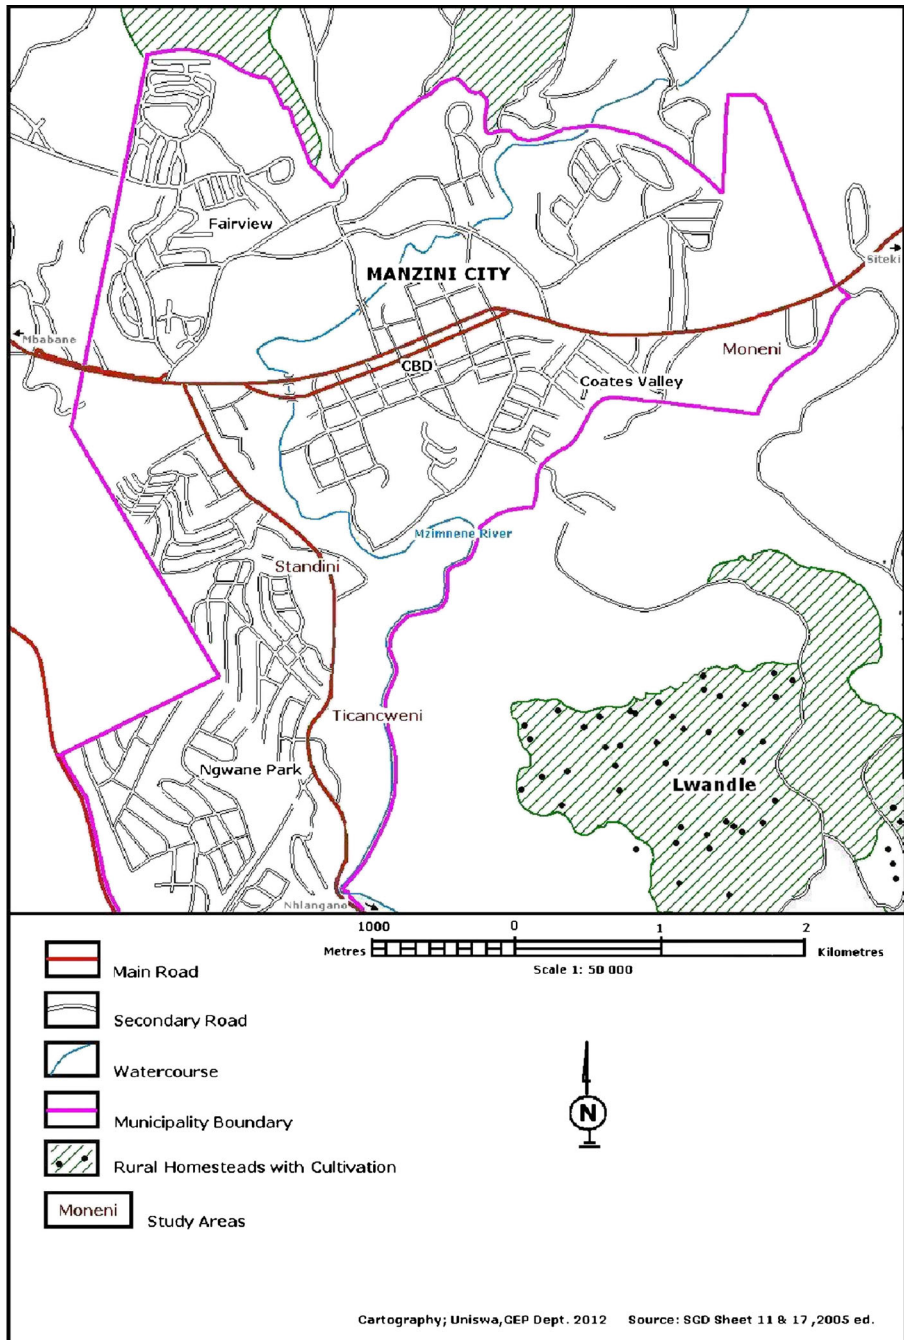 Fairview
MANZINI CITY
Siteki
Mbabane
Moneni
CBD
Coates Valley
Mzimnene River
Standini
Ticancweni
Ngwane Park
Lwandle
Nhlangano
1000 0 1 2
Metres Kilometres
Scale 1: 50 000
Main Road
Secondary Road
Watercourse
Municipality Boundary
Rural Homesteads with Cultivation
Moneni Study Areas
N
Cartography; Uniswa,GEP Dept. 2012 Source: SGD Sheet 11 & 17 ,2005 ed.